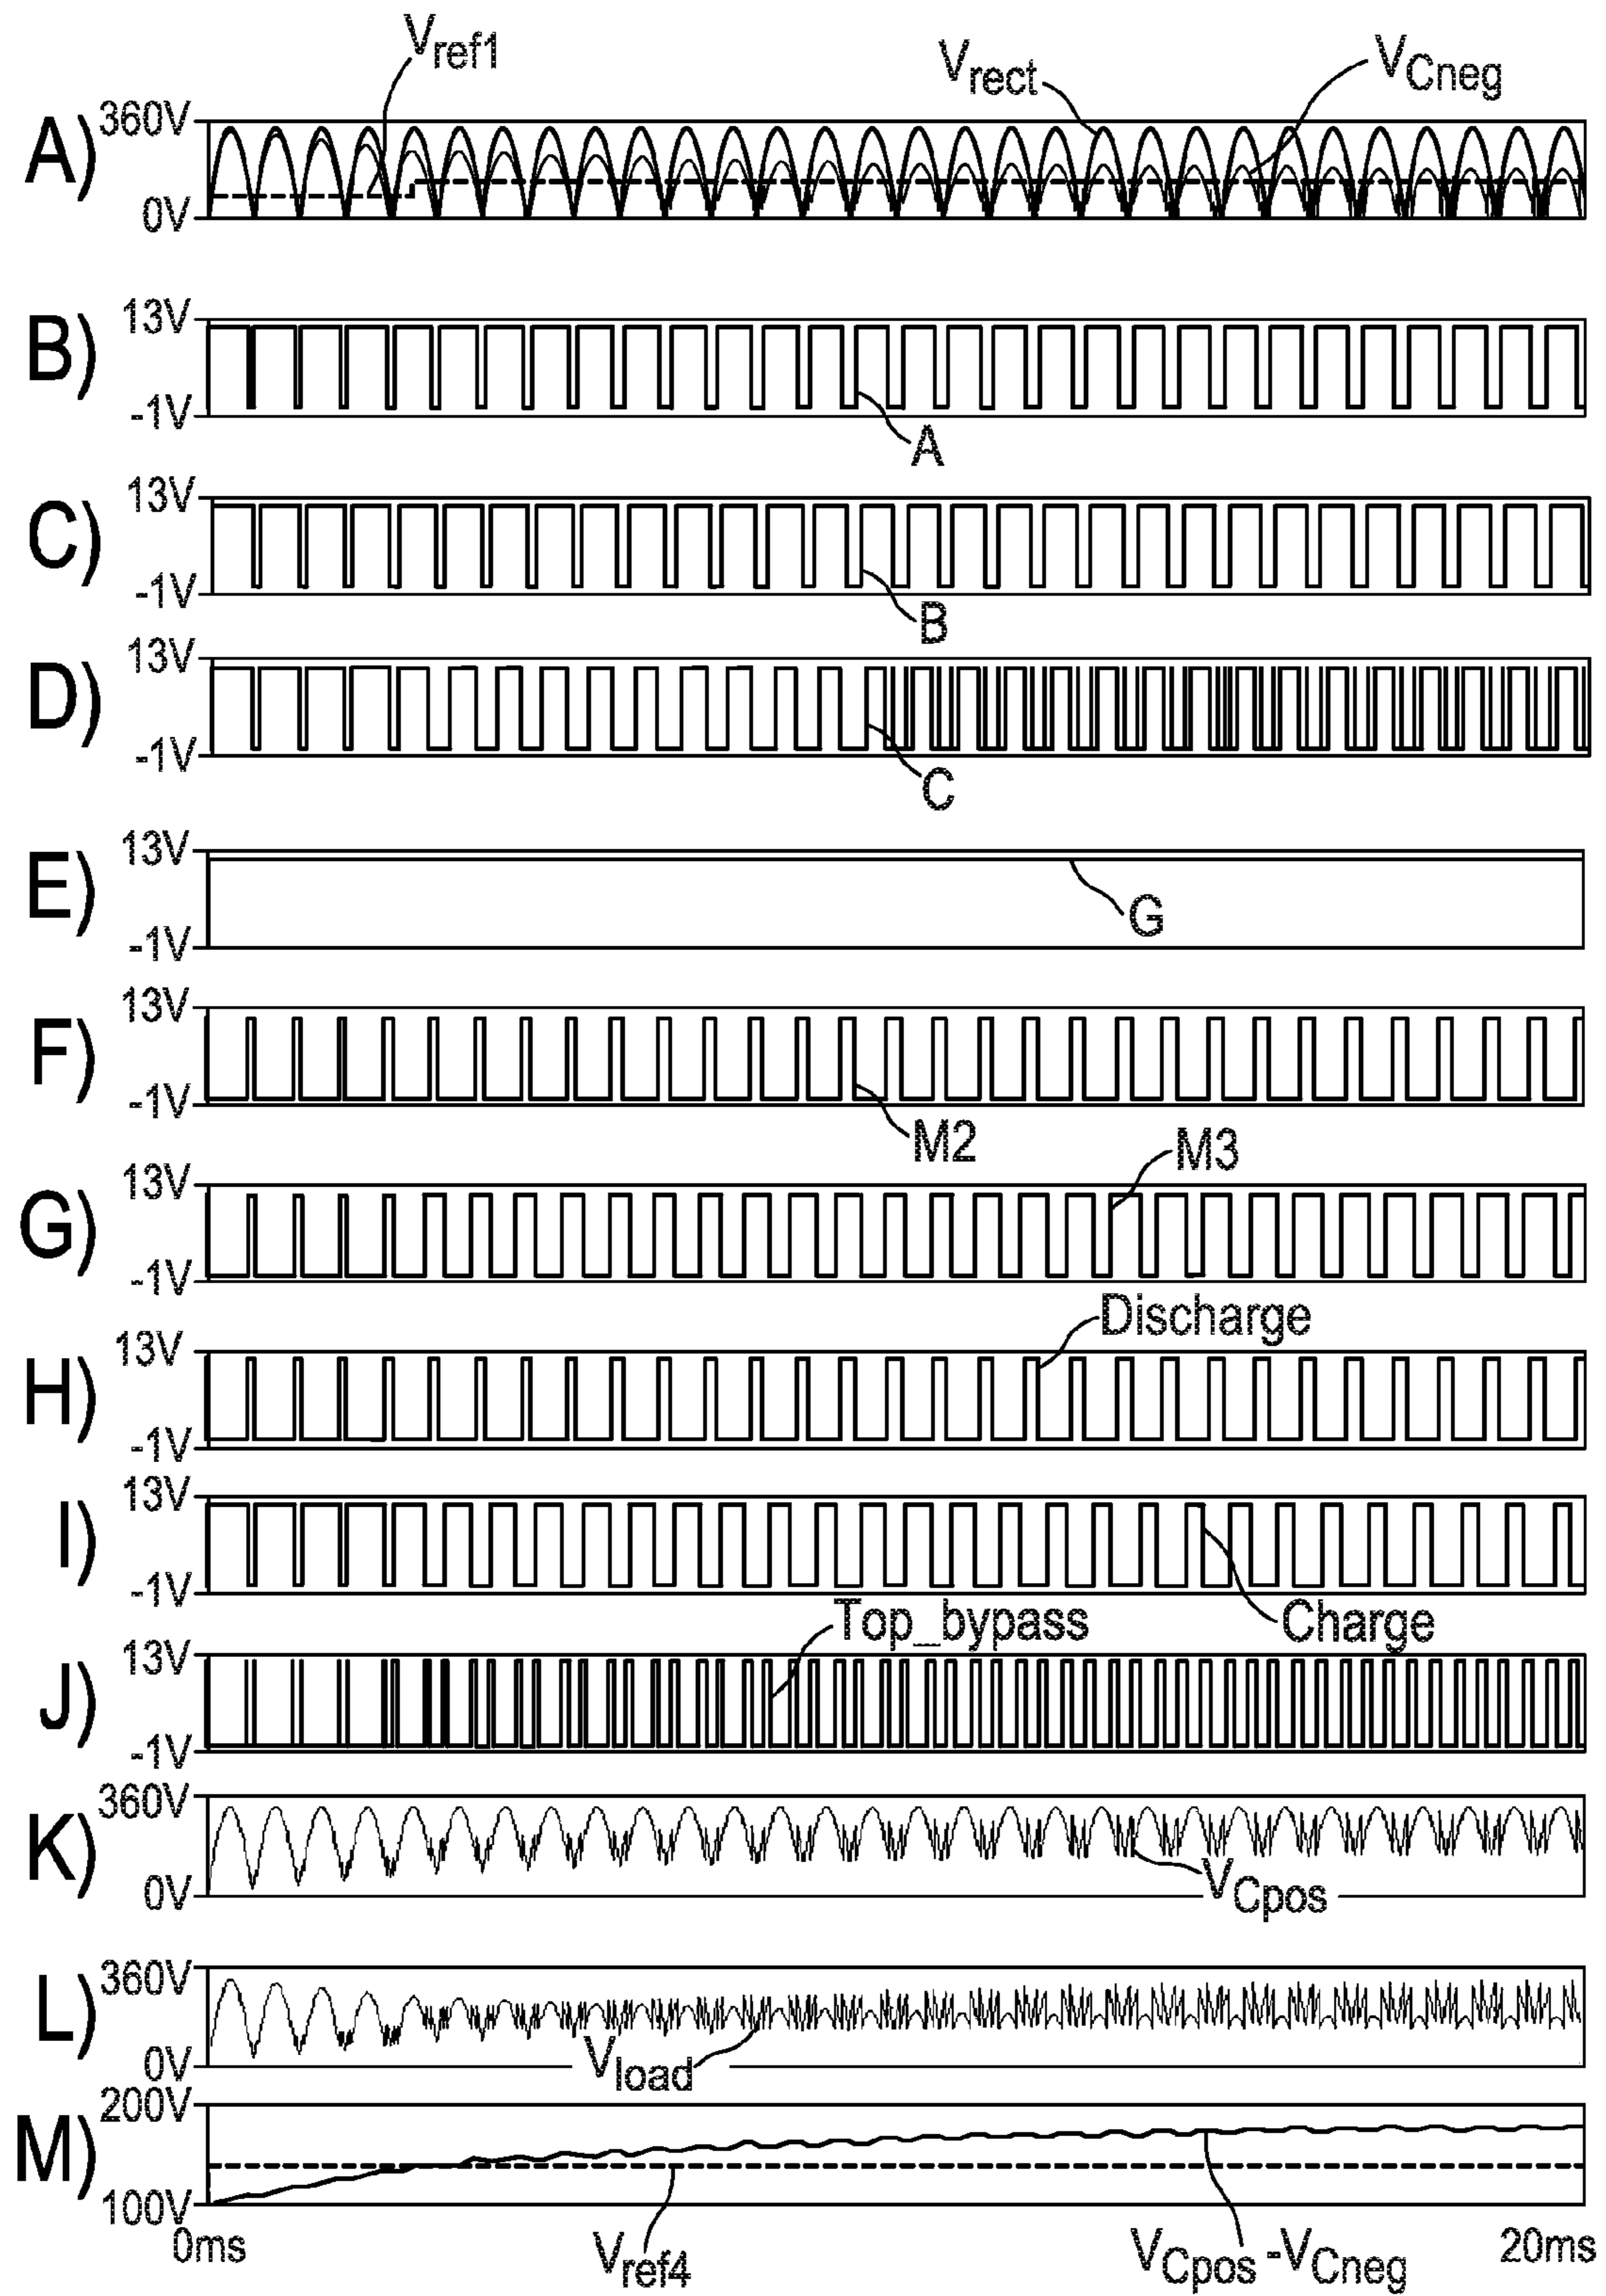 Vref1
Vrect
VCneg
A)
360V
0V
B)
13V
-1V
A
C)
13V
-1V
B
D)
13V
-1V
C
E)
13V
-1V
G
F)
13V
-1V
M2
M3
G)
13V
-1V
Discharge
H)
13V
-1V
I)
13V
-1V
Top_bypass
Charge
J)
13V
-1V
K)
360V
0V
VCpos
L)
360V
0V
Vload
M)
200V
100V
0ms
Vref4
VCpos -VCneg
20ms